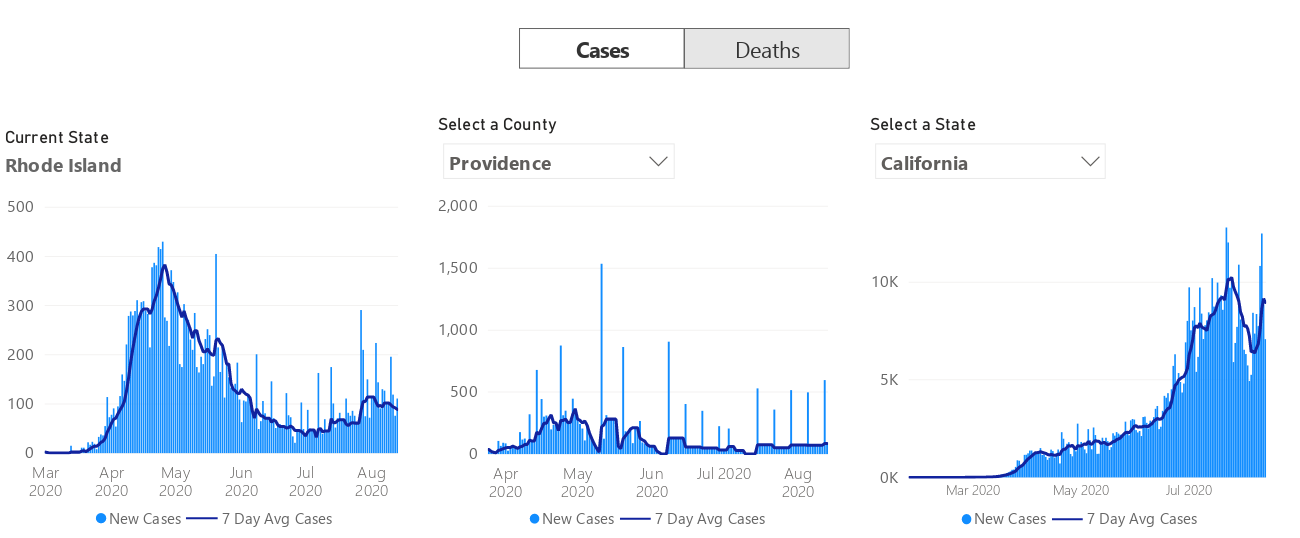 Cases
Deaths
Current State
Rhode Island
500
400
300
200
100
0
Mar 2020
Apr 2020
May 2020
Jun 2020
Jul 2020
Aug 2020
New Cases
7 Day Avg Cases
Select a County
Providence
2,000
1,500
1,000
500
0
Apr 2020
May 2020
Jun 2020
Jul 2020
Aug 2020
New Cases
7 Day Avg Cases
Select a State
California
10K
5K
0K
Mar 2020
May 2020
Jul 2020
New Cases
7 Day Avg Cases